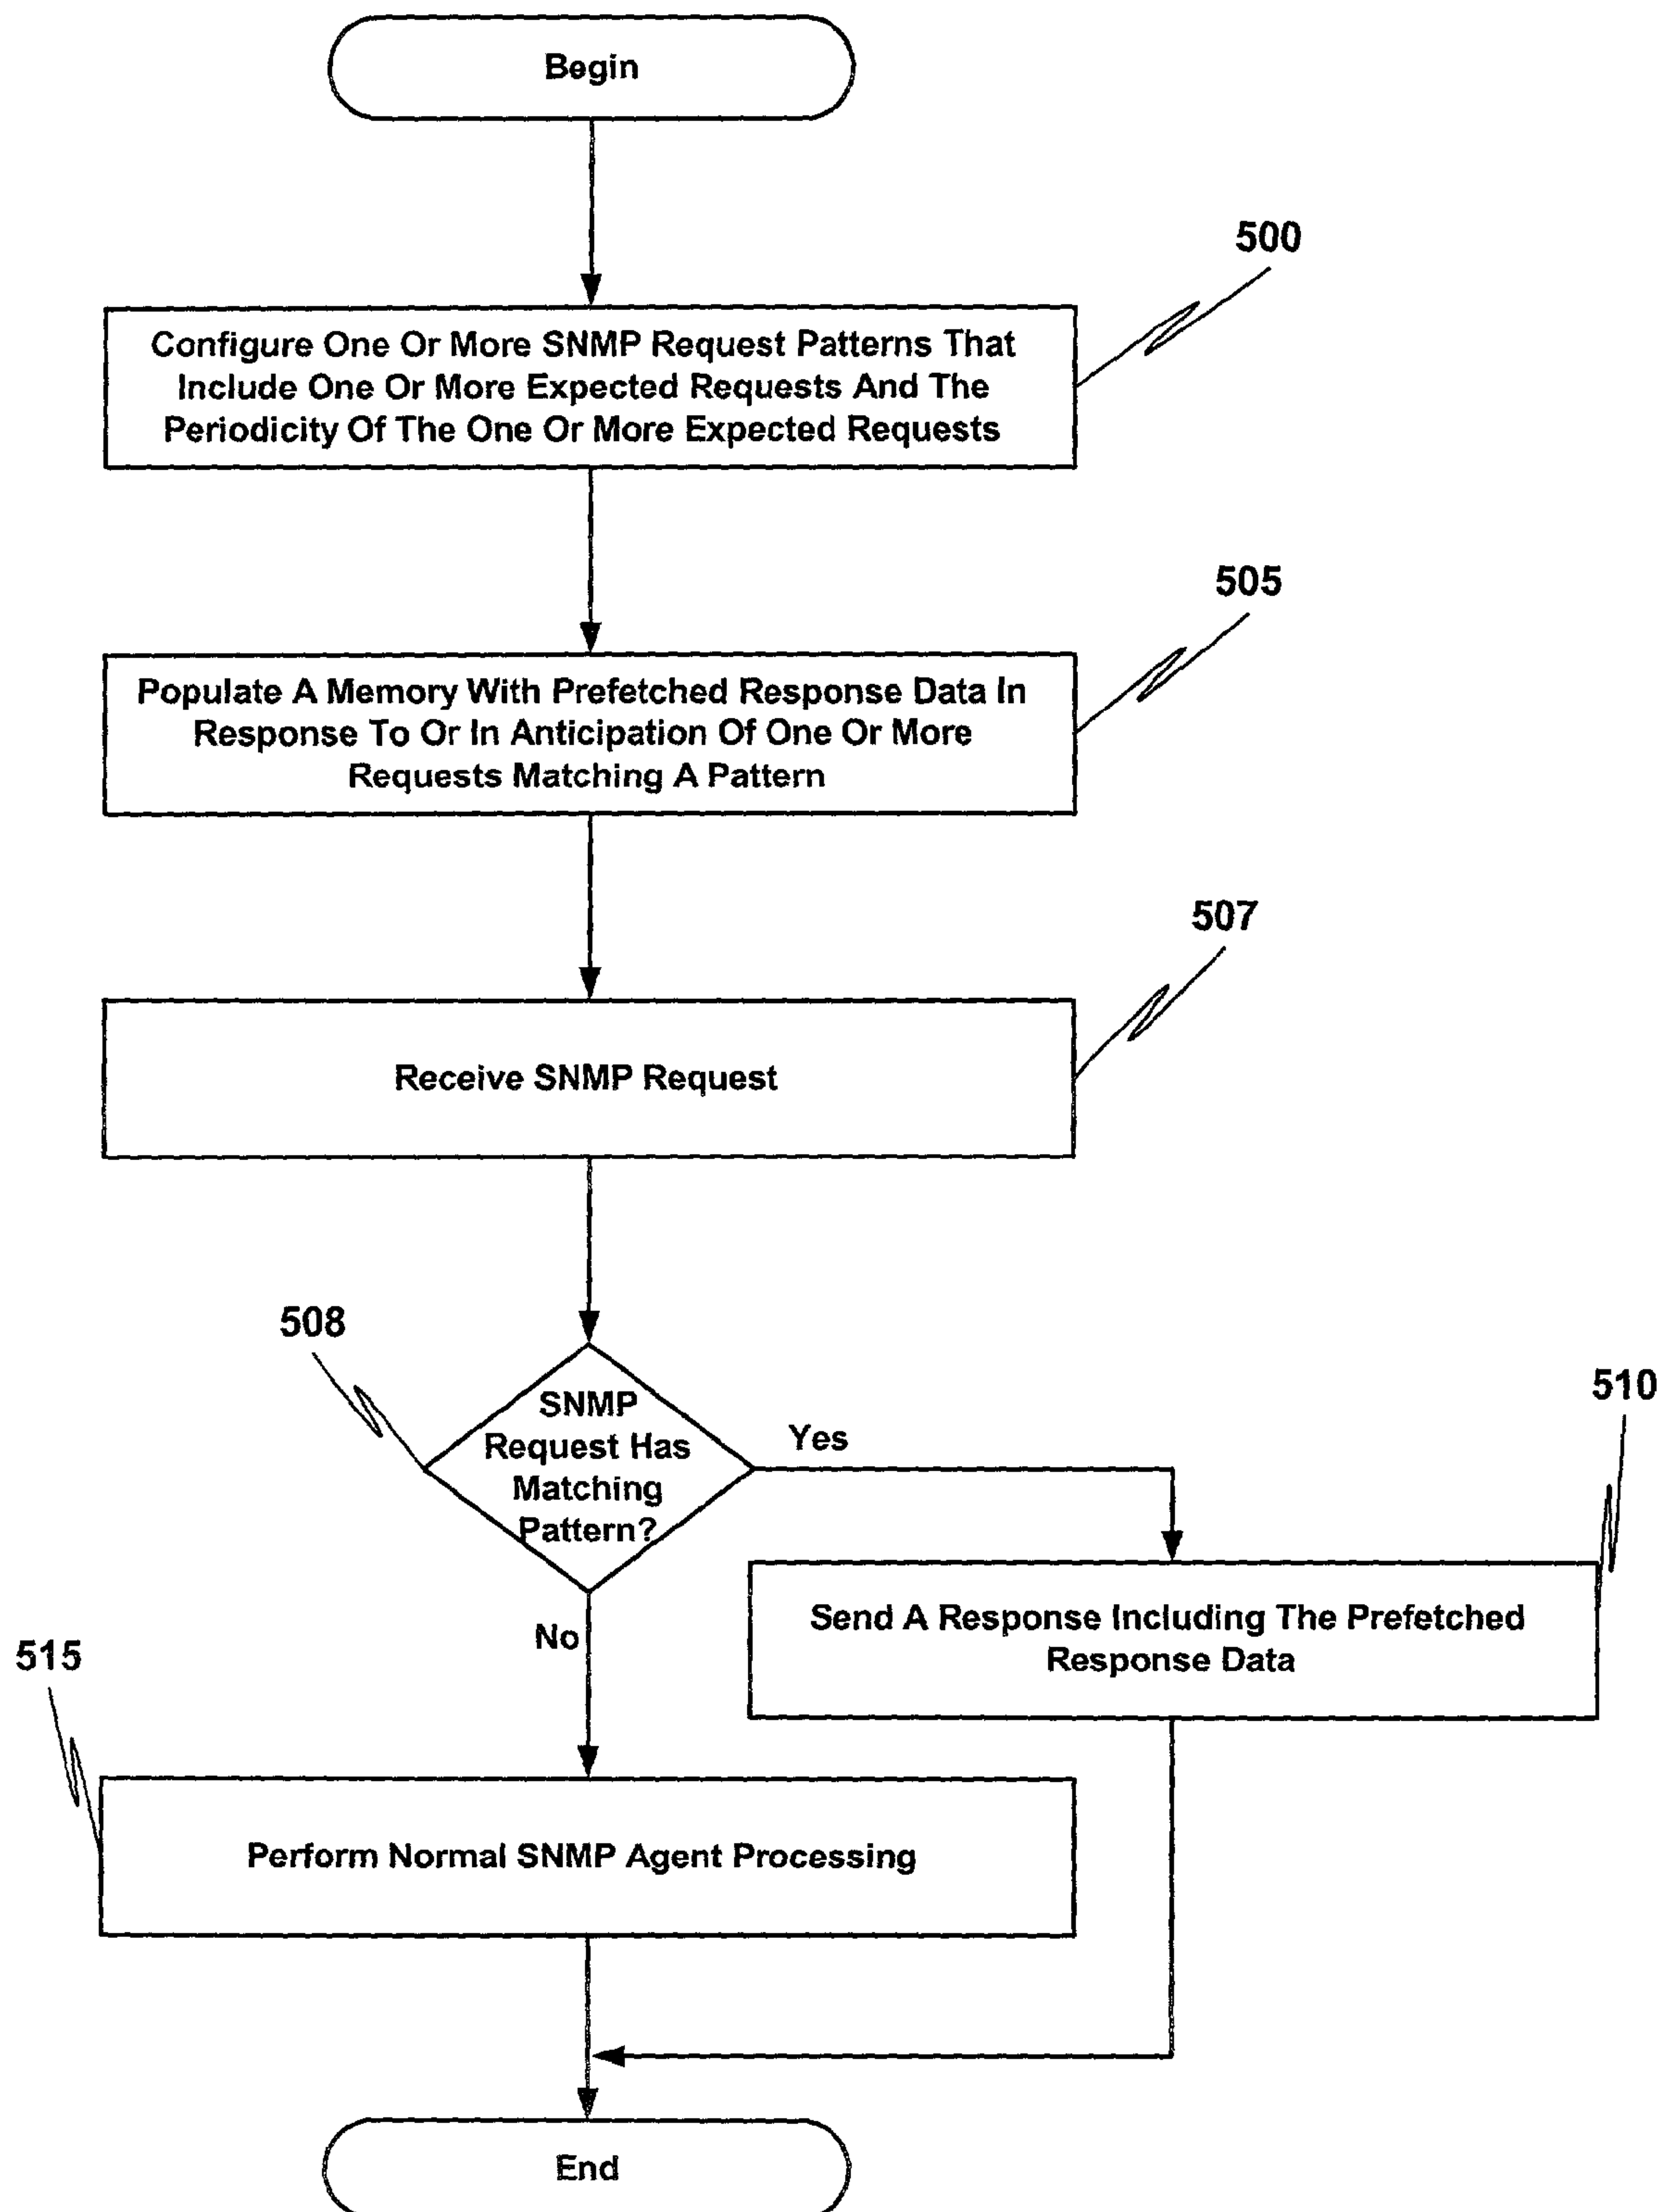 Begin
500
Configure One Or More SNMP Request Patterns That
Include One Or More Expected Requests And The
Periodicity Of The One Or More Expected Requests
505
Populate A Memory With Prefetched Response Data In
Response To Or In Anticipation Of One Or More
Requests Matching A Pattern
507
Receive SNMP Request
508
SNMP
Request Has
Matching
Pattern?
Yes
510
Send A Response Including The Prefetched
Response Data
No
515
Perform Normal SNMP Agent Processing
End